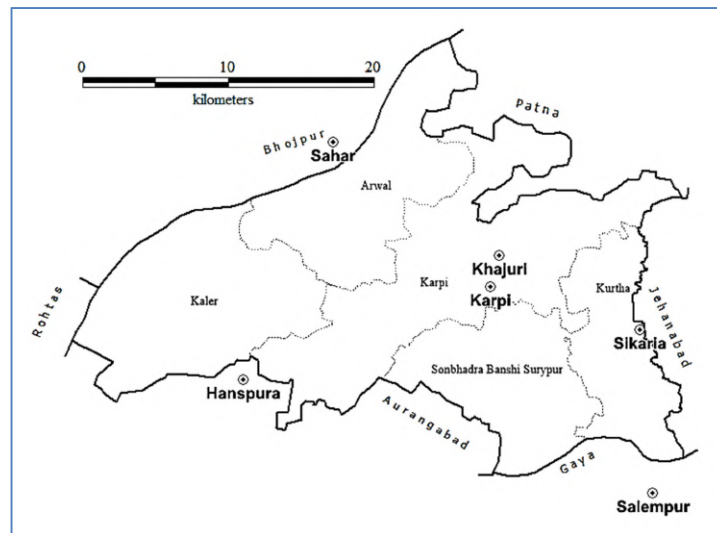 0 10 20
kilometers
Patna
Bhojpur
Sahar
Arwal
Khajuri
Karpi
Karpi
Kurtha
Jehanabad
Rohtas
Kaler
Sikaria
Sonbhadra Banshi Surypur
Hanspura
Aurangabad
Gaya
Salempur